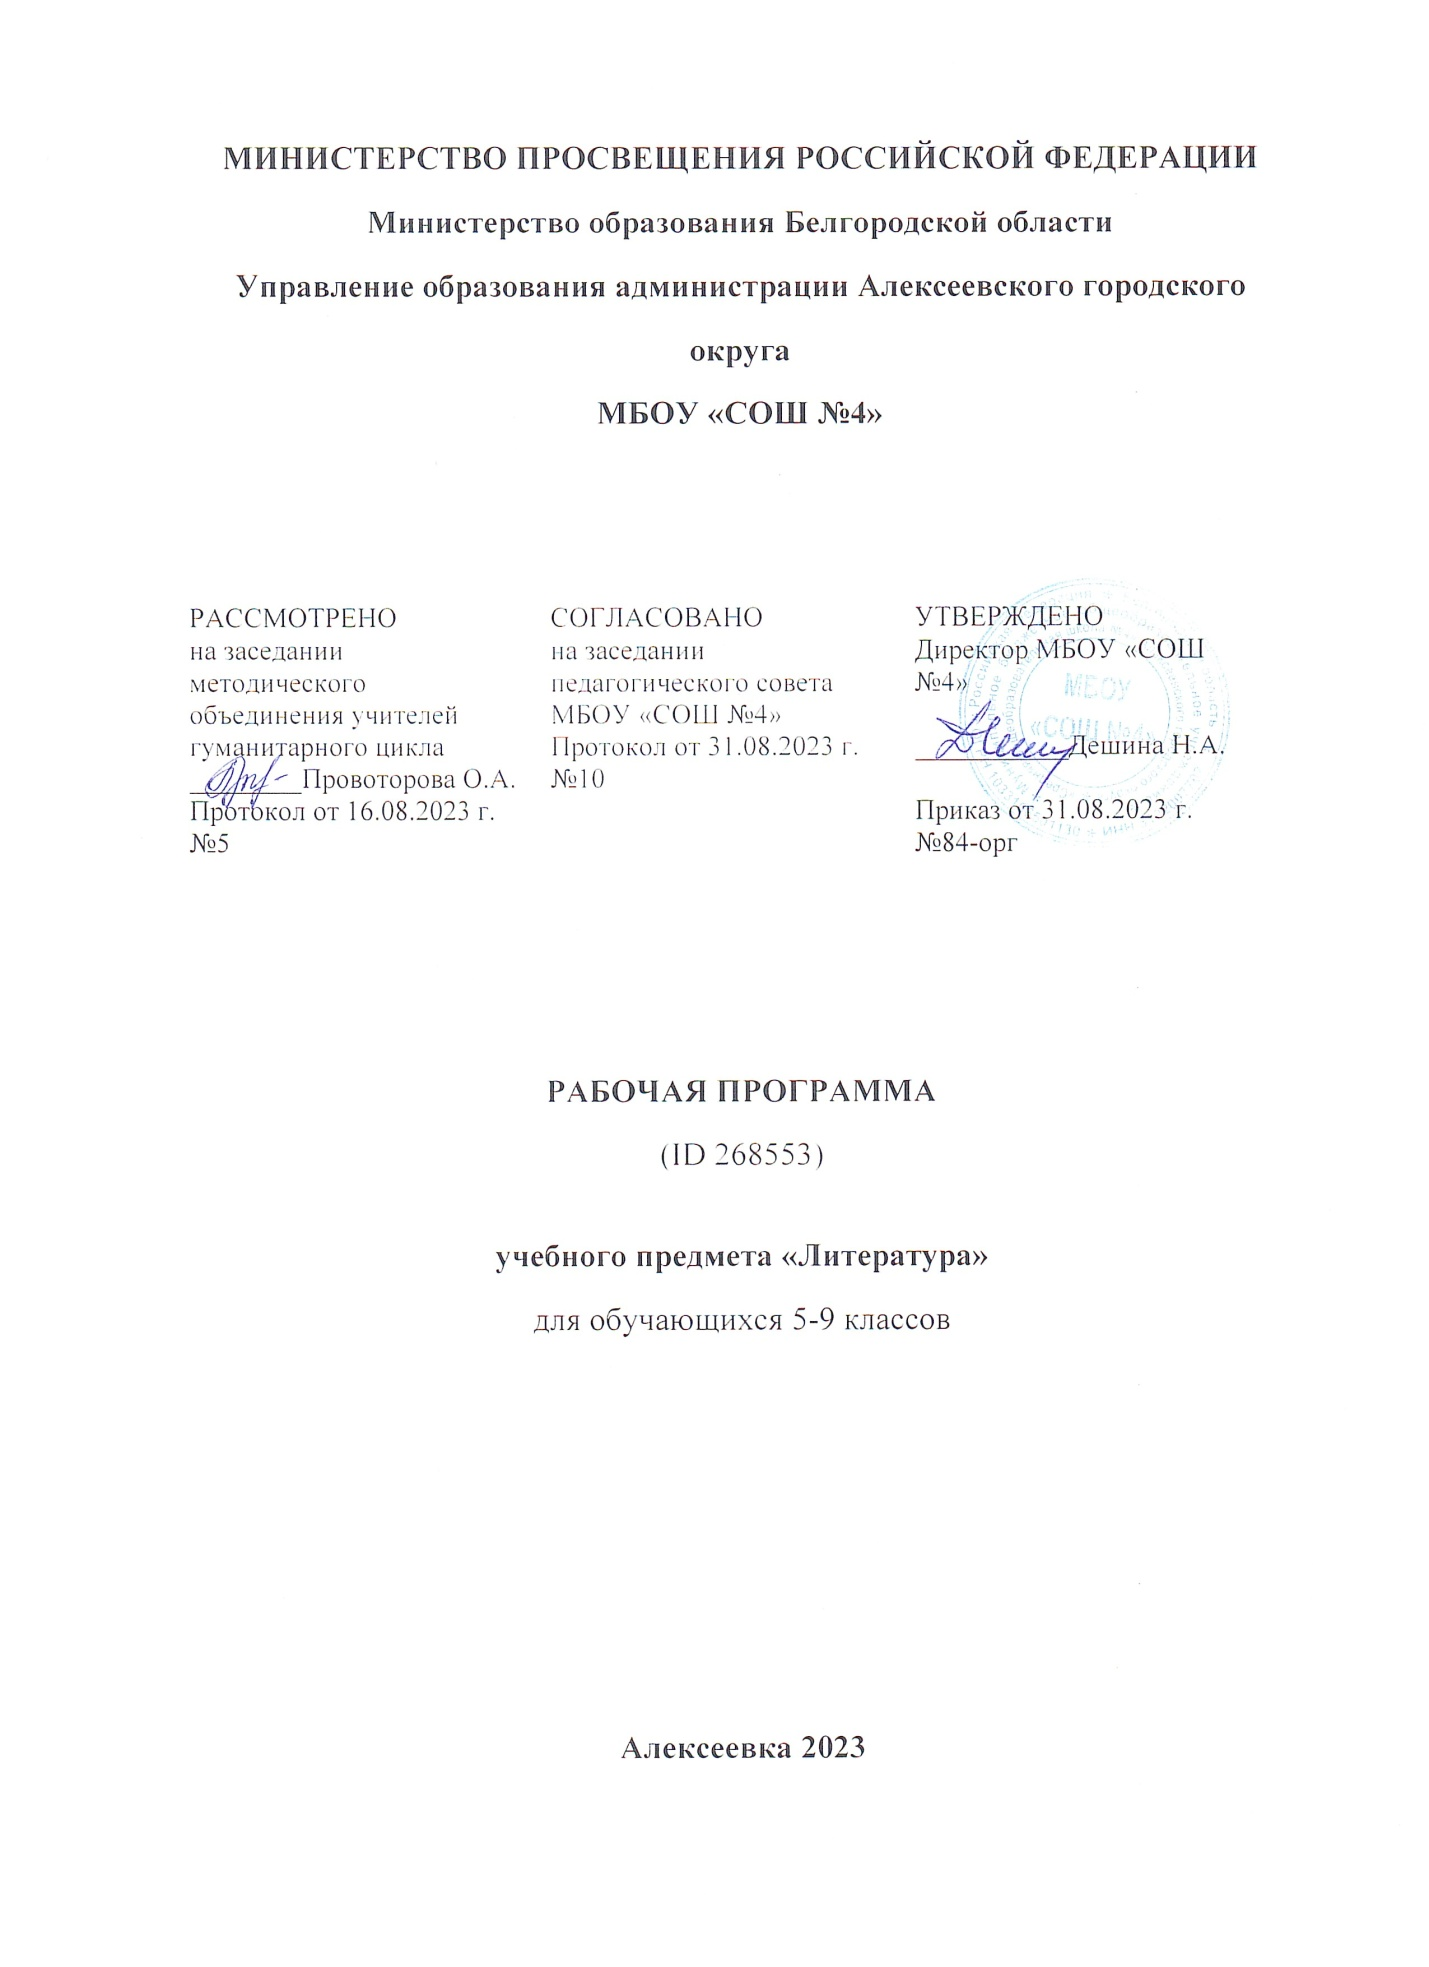 МИНИСТЕРСТВО ПРОСВЕЩЕНИЯ РОССИЙСКОЙ ФЕДЕРАЦИИ
Министерство образования Белгородской области
Управление образования администрации Алексеевского городского
округа
МБОУ «СОШ №4»
РАССМОТРЕНО
на заседании
методического
объединения учителей
гуманитарного цикла
Провоторова О.А.
Протокол от 16.08.2023 г.
№5
СОГЛАСОВАНО
на заседании
педагогического совета
МБОУ «СОШ №4»
Протокол от 31.08.2023 г.
№10
УТВЕРЖДЕНО
Директор МБОУ «СОШ
№4»
Дешина Н.А.
Приказ от 31.08.2023 г.
№84-орг
МБОУ
«СОШ №4»
РАБОЧАЯ ПРОГРАММА
(ID 268553)
учебного предмета «Литература»
для обучающихся 5-9 классов
Алексеевка 2023